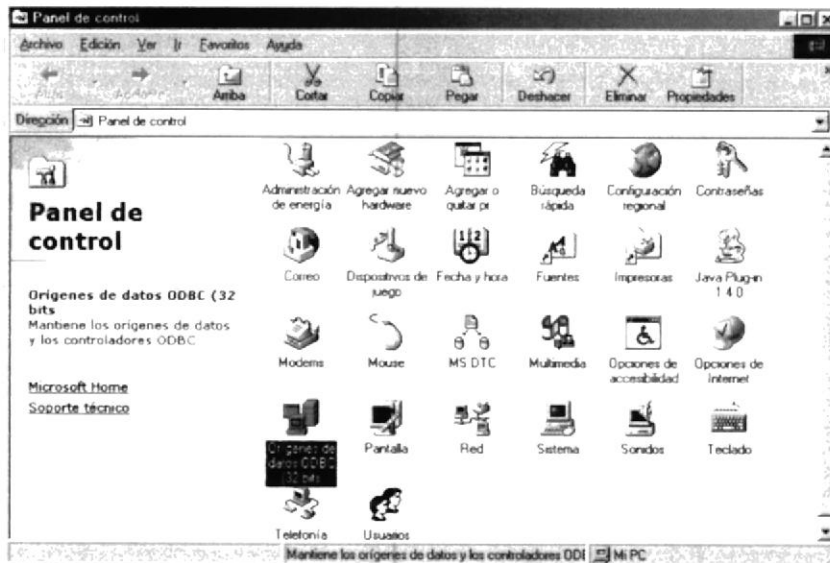 Panel de control
Archivo Edición Ver Ir Favoritos Ayuda
Arriba Cortar Copiar Pegar Deshacer Eliminar Propiedades
Dirección Panel de control
Panel de control
Orígenes de datos ODBC (32 bits
Mantiene los orígenes de datos y los controladores ODBC
Microsoft Home
Soporte técnico
Administración de energía
Agregar nuevo hardware
Agregar o quitar pr
Búsqueda rápida
Configuración regional
Contraseñas
Correo
Dispositivos de juego
Fecha y hora
Fuentes
Impresoras
Java Plug-in 1.4.0
Modems
Mouse
MS DTC
Multimedia
Opciones de accesibilidad
Opciones de Internet
Orígenes de datos ODBC (32 bits
Pantalla
Red
Sistema
Sonidos
Teclado
Telefonía
Usuarios
Mantiene los orígenes de datos y los controladores ODB
Mi PC